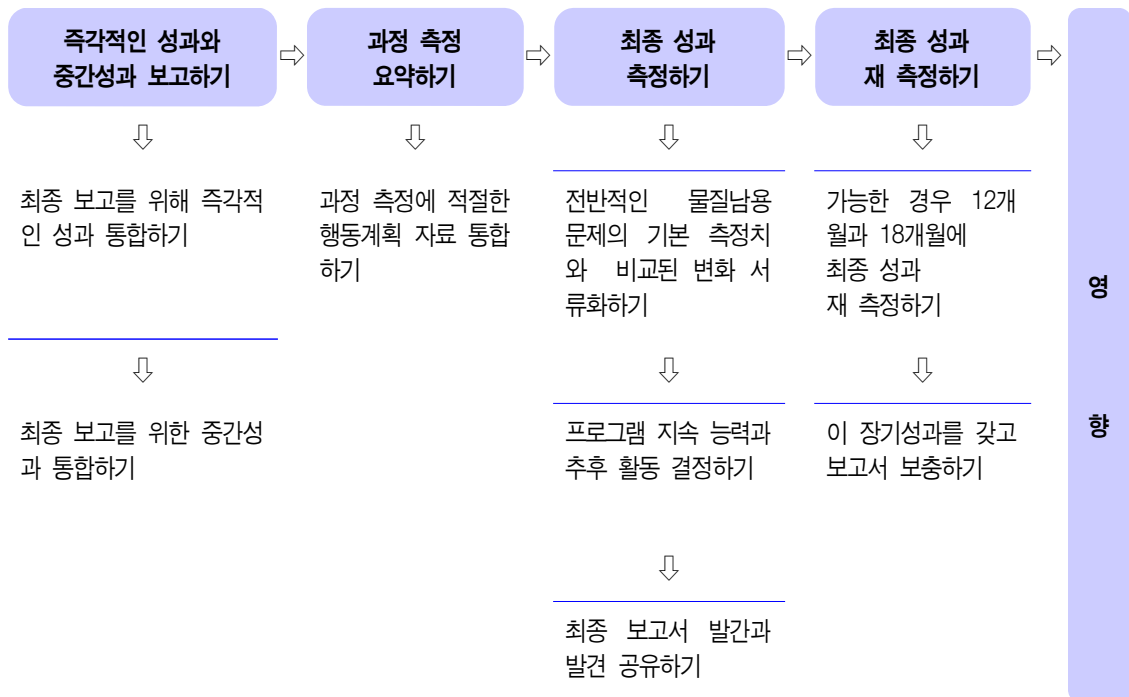 즉각적인 성과와
중간성과 보고하기
과정 측정
요약하기
최종 성과
측정하기
최종 성과
재 측정하기
최종 보고를 위해 즉각적
인 성과 통합하기
최종 보고를 위한 중간성
과 통합하기
과정 측정에 적절한
행동계획 자료 통합
하기
전반적인 물질남용
문제의 기본 측정치
와 비교된 변화 서
류화하기
프로그램 지속 능력과
추후 활동 결정하기
최종 보고서 발간과
발견 공유하기
가능한 경우 12개
월과 18개월에
최종 성과
재 측정하기
이 장기성과를 갖고
보고서 보충하기
영
향